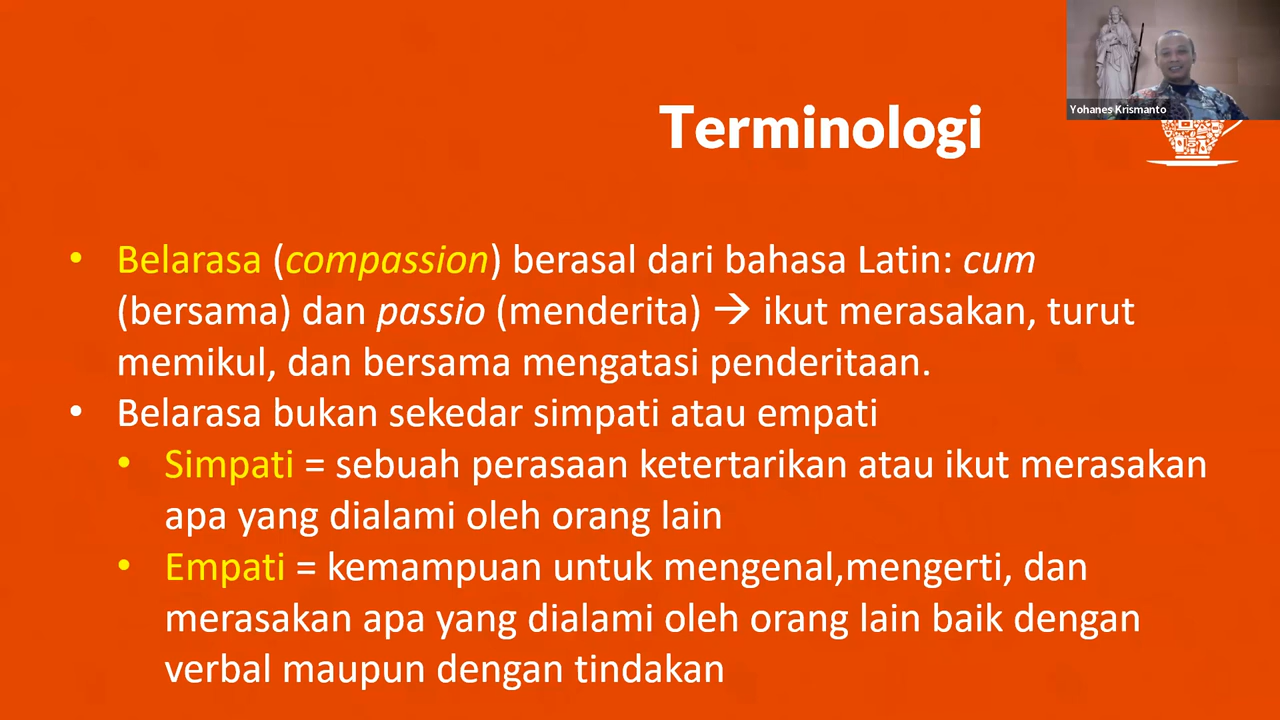 Yohanes Krismanto
Terminologi
• Belarasa (compassion) berasal dari bahasa Latin: cum
(bersama) dan passio (menderita) → ikut merasakan, turut
memikul, dan bersama mengatasi penderitaan.
• Belarasa bukan sekedar simpati atau empati
• Simpati = sebuah perasaan ketertarikan atau ikut merasakan
apa yang dialami oleh orang lain
• Empati = kemampuan untuk mengenal,mengerti, dan
merasakan apa yang dialami oleh orang lain baik dengan
verbal maupun dengan tindakan